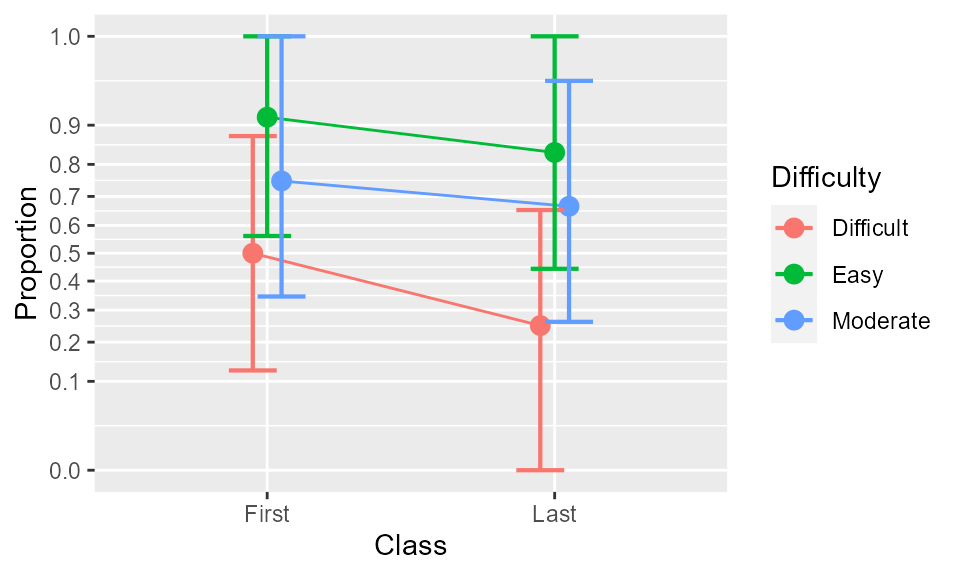 1.0
0.9
0.8
0.7
0.6
0.5
0.4
0.3
0.2
0.1
0.0
Proportion
First Last
Class
Difficulty
Difficult
Easy
Moderate